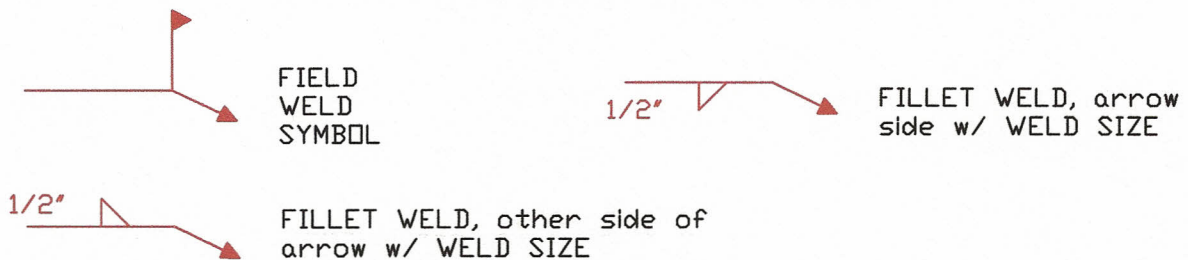 FIELD
WELD
SYMBOL
1/2"
FILLET WELD, arrow
side w/ WELD SIZE
1/2"
FILLET WELD, other side of
arrow w/ WELD SIZE